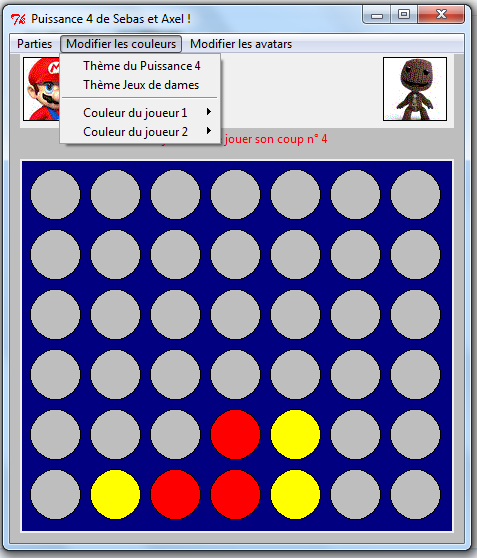 Puissance 4 de Sebas et Axel !
Parties Modifier les couleurs Modifier les avatars
Thème du Puissance 4
Thème Jeux de dames
Couleur du joueur 1
Couleur du joueur 2
jouer son coup n° 4
M